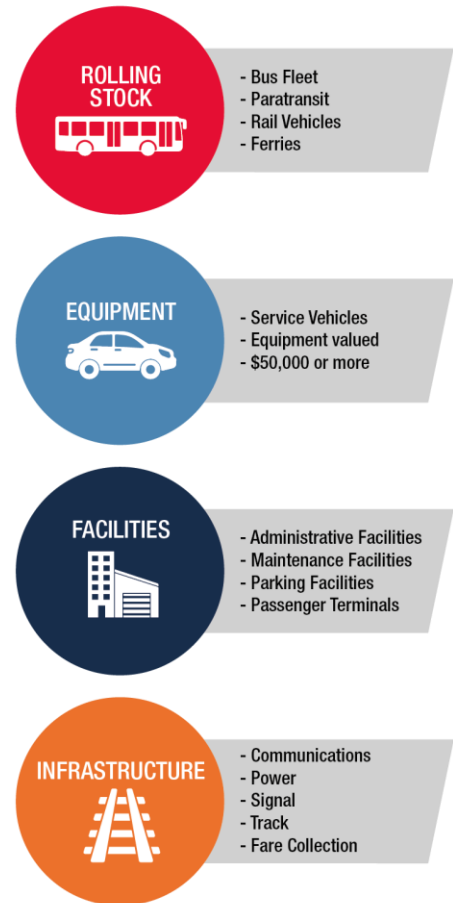 ROLLING
STOCK
- Bus Fleet
- Paratransit
- Rail Vehicles
- Ferries
EQUIPMENT
- Service Vehicles
- Equipment valued
- $50,000 or more
FACILITIES
- Administrative Facilities
- Maintenance Facilities
- Parking Facilities
- Passenger Terminals
INFRASTRUCTURE
- Communications
- Power
- Signal
- Track
- Fare Collection